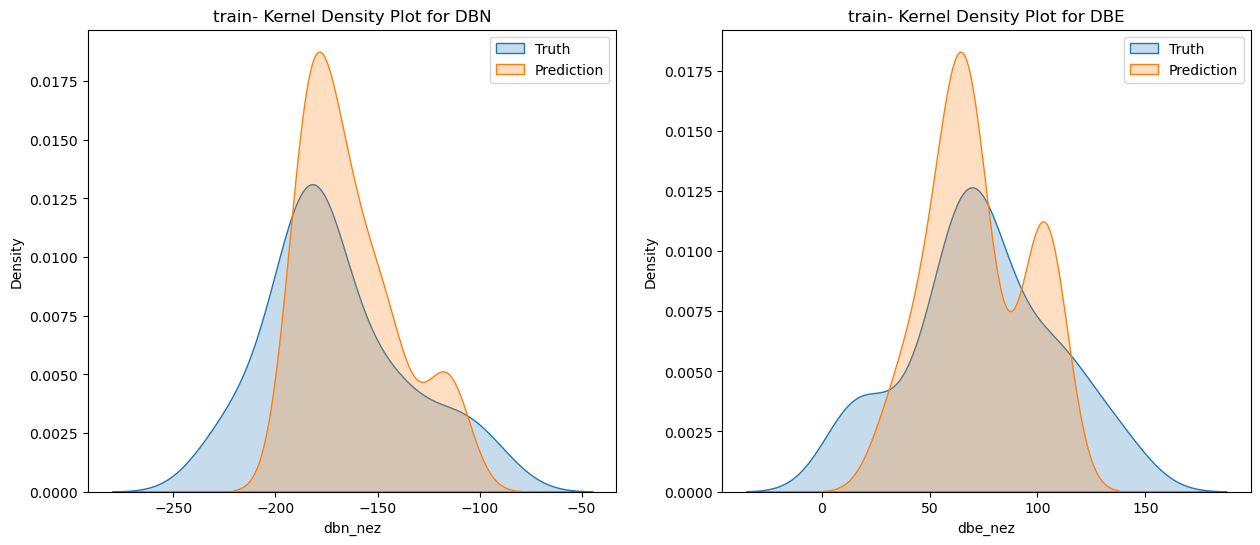 train- Kernel Density Plot for DBN
Truth
Prediction
0.0175
0.0150
0.0125
0.0100
0.0075
0.0050
0.0025
0.0000
Density
−250
−200
−150
−100
−50
dbn_nez
train- Kernel Density Plot for DBE
Truth
Prediction
0.0175
0.0150
0.0125
0.0100
0.0075
0.0050
0.0025
0.0000
Density
0
50
100
150
dbe_nez